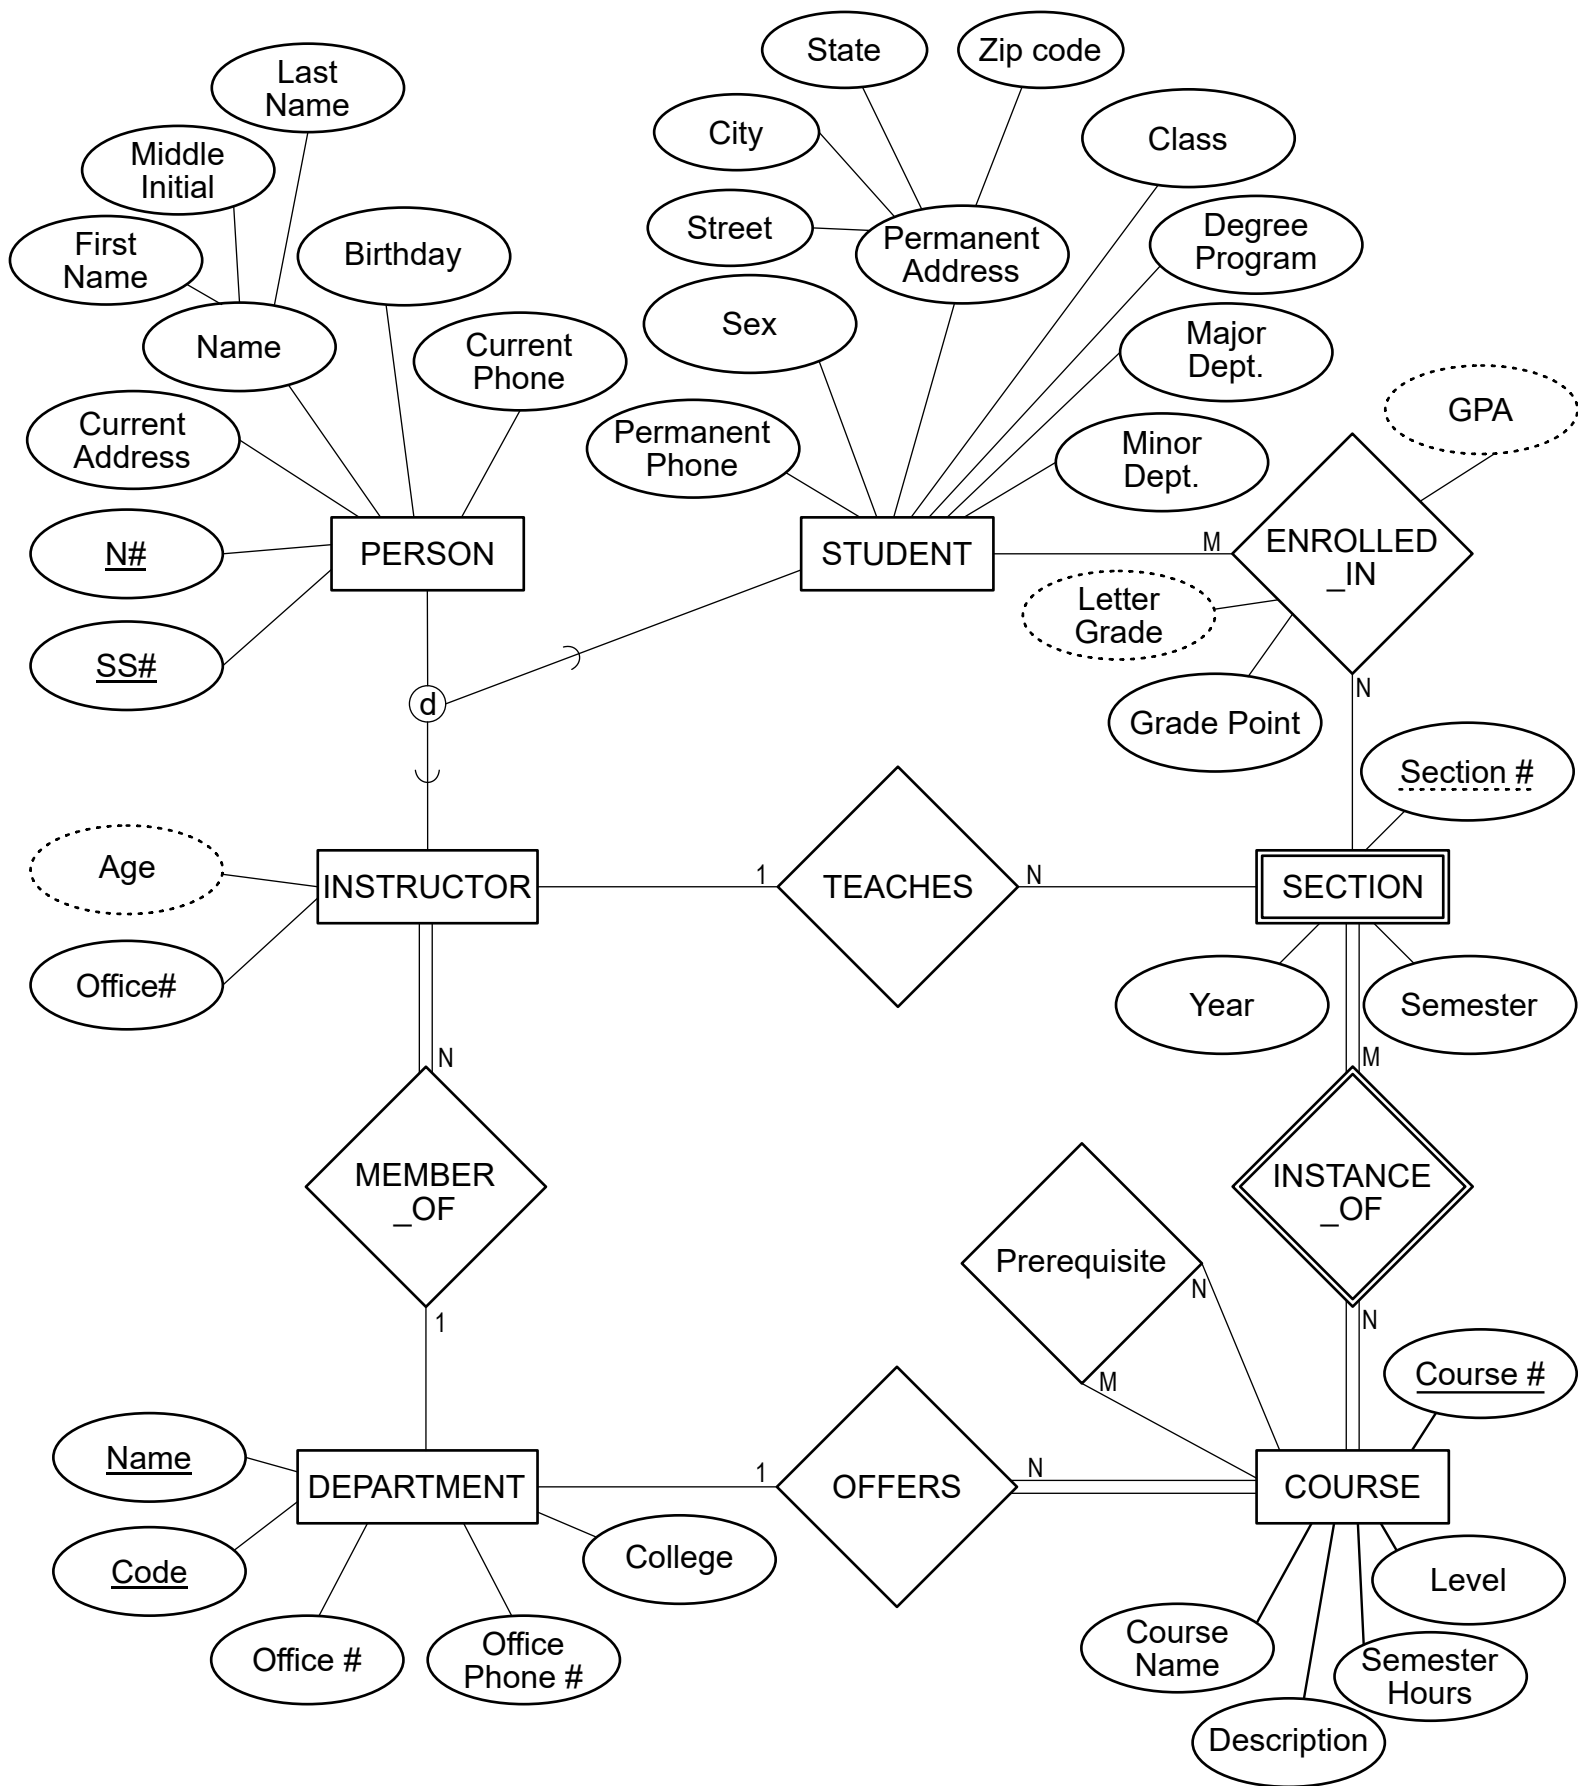 State
Zip code
Last
Name
City
Class
Middle
Initial
Street
Degree
Program
First
Name
Birthday
Permanent
Address
Sex
Major
Dept.
Name
Current
Phone
GPA
Current
Address
Permanent
Phone
Minor
Dept.
N#
PERSON
STUDENT
M
ENROLLED
_IN
Letter
Grade
SS#
N
d
Grade Point
Section #
Age
INSTRUCTOR
1
TEACHES
N
SECTION
Office#
Year
Semester
N
M
MEMBER
_OF
INSTANCE
_OF
Prerequisite
N
1
N
M
Course #
Name
DEPARTMENT
1
OFFERS
N
COURSE
Code
College
Level
Office #
Office
Phone #
Course
Name
Semester
Hours
Description